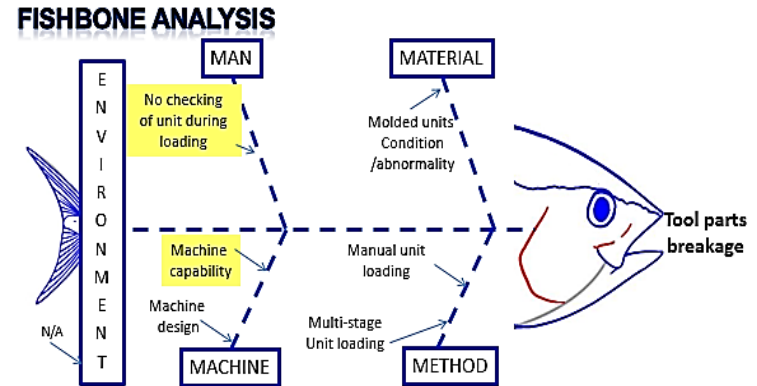 FISHBONE ANALYSIS
MAN
MATERIAL
ENVIRONMENT
No checking
of unit during
loading
Molded units
Condition
/abnormality
Tool parts
breakage
Machine
capability
Manual unit
loading
Machine
design
Multi-stage
Unit loading
N/A
MACHINE
METHOD